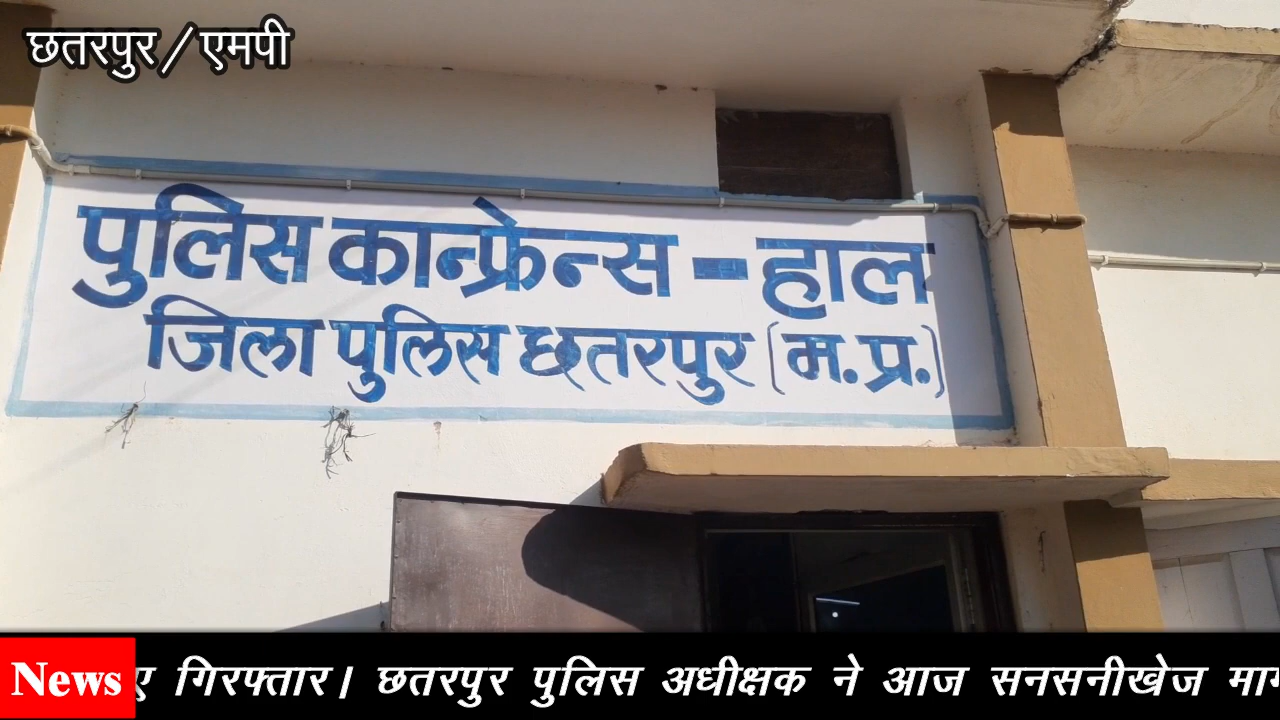 छतरपुर/एमपी
पुलिस कान्फ्रेन्स - हाल
जिला पुलिस छतरपुर (म.प्र.)
News गिरफ्तार। छतरपुर पुलिस अधीक्षक ने आज सनसनीखेज